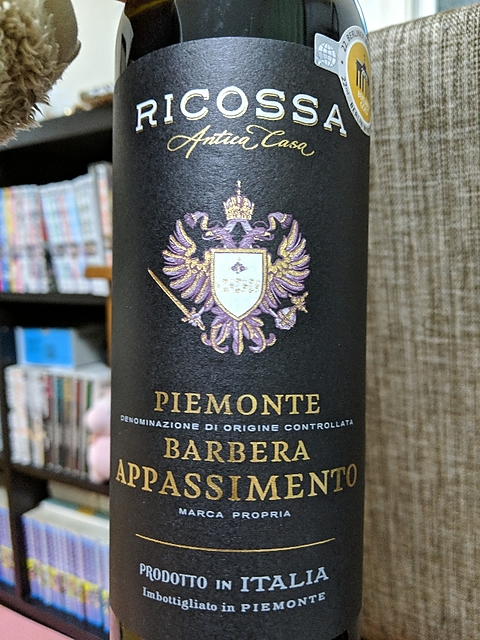 RICOSSA
Antica Casa
PIEMONTE
DENOMINAZIONE DI ORIGINE CONTROLLATA
BARBERA
APPASSIMENTO
MARCA PROPRIA
PRODOTTO IN ITALIA
Imbottigliato in PIEMONTE